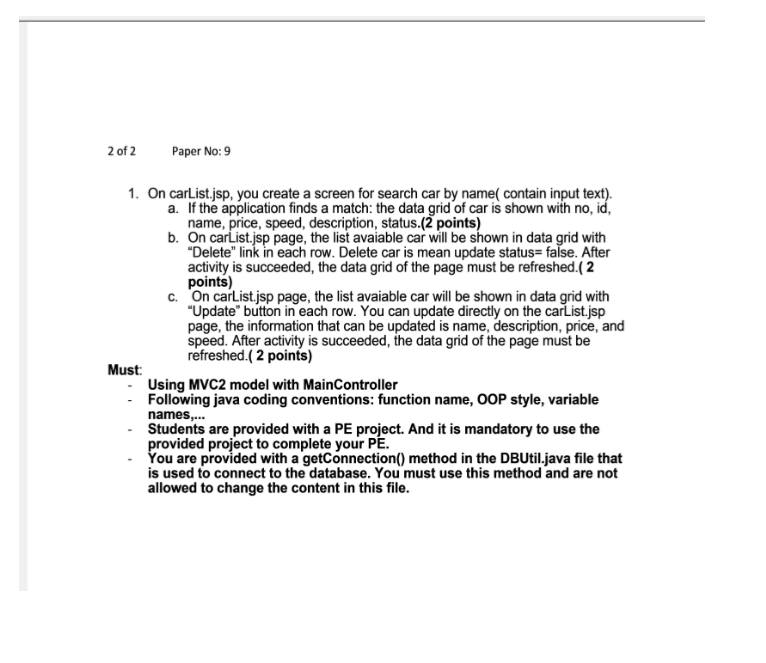 2 of 2 Paper No: 9
1. On carList.jsp, you create a screen for search car by name( contain input text).
a. If the application finds a match: the data grid of car is shown with no, id,
name, price, speed, description, status.(2 points)
b. On carList.jsp page, the list avaiable car will be shown in data grid with
“Delete” link in each row. Delete car is mean update status= false. After
activity is succeeded, the data grid of the page must be refreshed.( 2
points)
c. On carList.jsp page, the list avaiable car will be shown in data grid with
“Update” button in each row. You can update directly on the carList.jsp
page, the information that can be updated is name, description, price, and
speed. After activity is succeeded, the data grid of the page must be
refreshed.( 2 points)
Must:
- Using MVC2 model with MainController
- Following java coding conventions: function name, OOP style, variable
names,...
- Students are provided with a PE project. And it is mandatory to use the
provided project to complete your PE.
- You are provided with a getConnection() method in the DBUtil.java file that
is used to connect to the database. You must use this method and are not
allowed to change the content in this file.